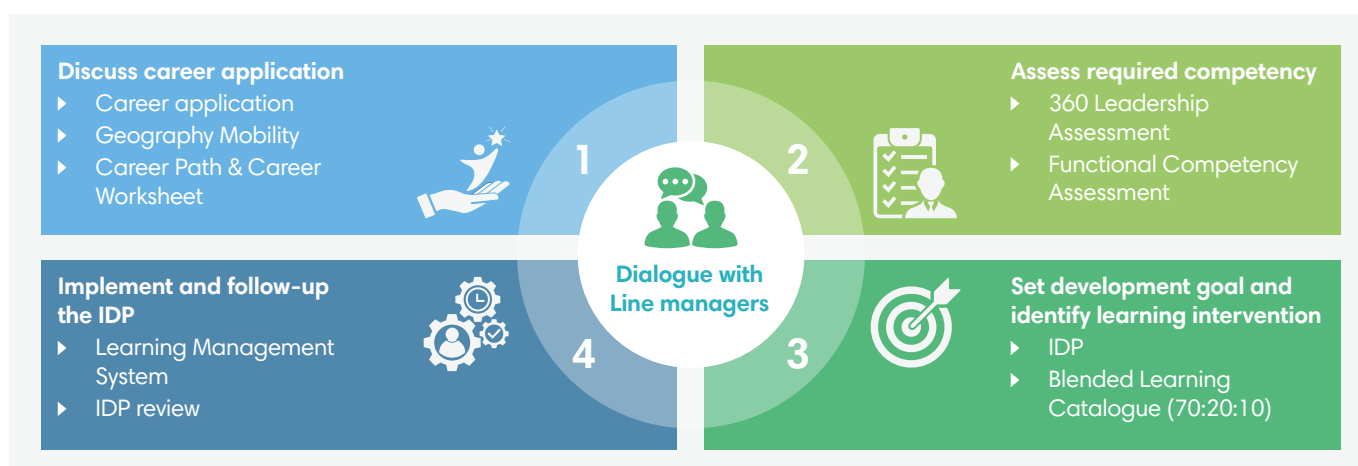 Discuss career application
Career application
Geography Mobility
Career Path & Career
Worksheet
1
Assess required competency
360 Leadership
Assessment
Functional Competency
Assessment
2
Dialogue with
Line managers
Set development goal and
identify learning intervention
IDP
Blended Learning
Catalogue (70:20:10)
3
Implement and follow-up
the IDP
Learning Management
System
IDP review
4